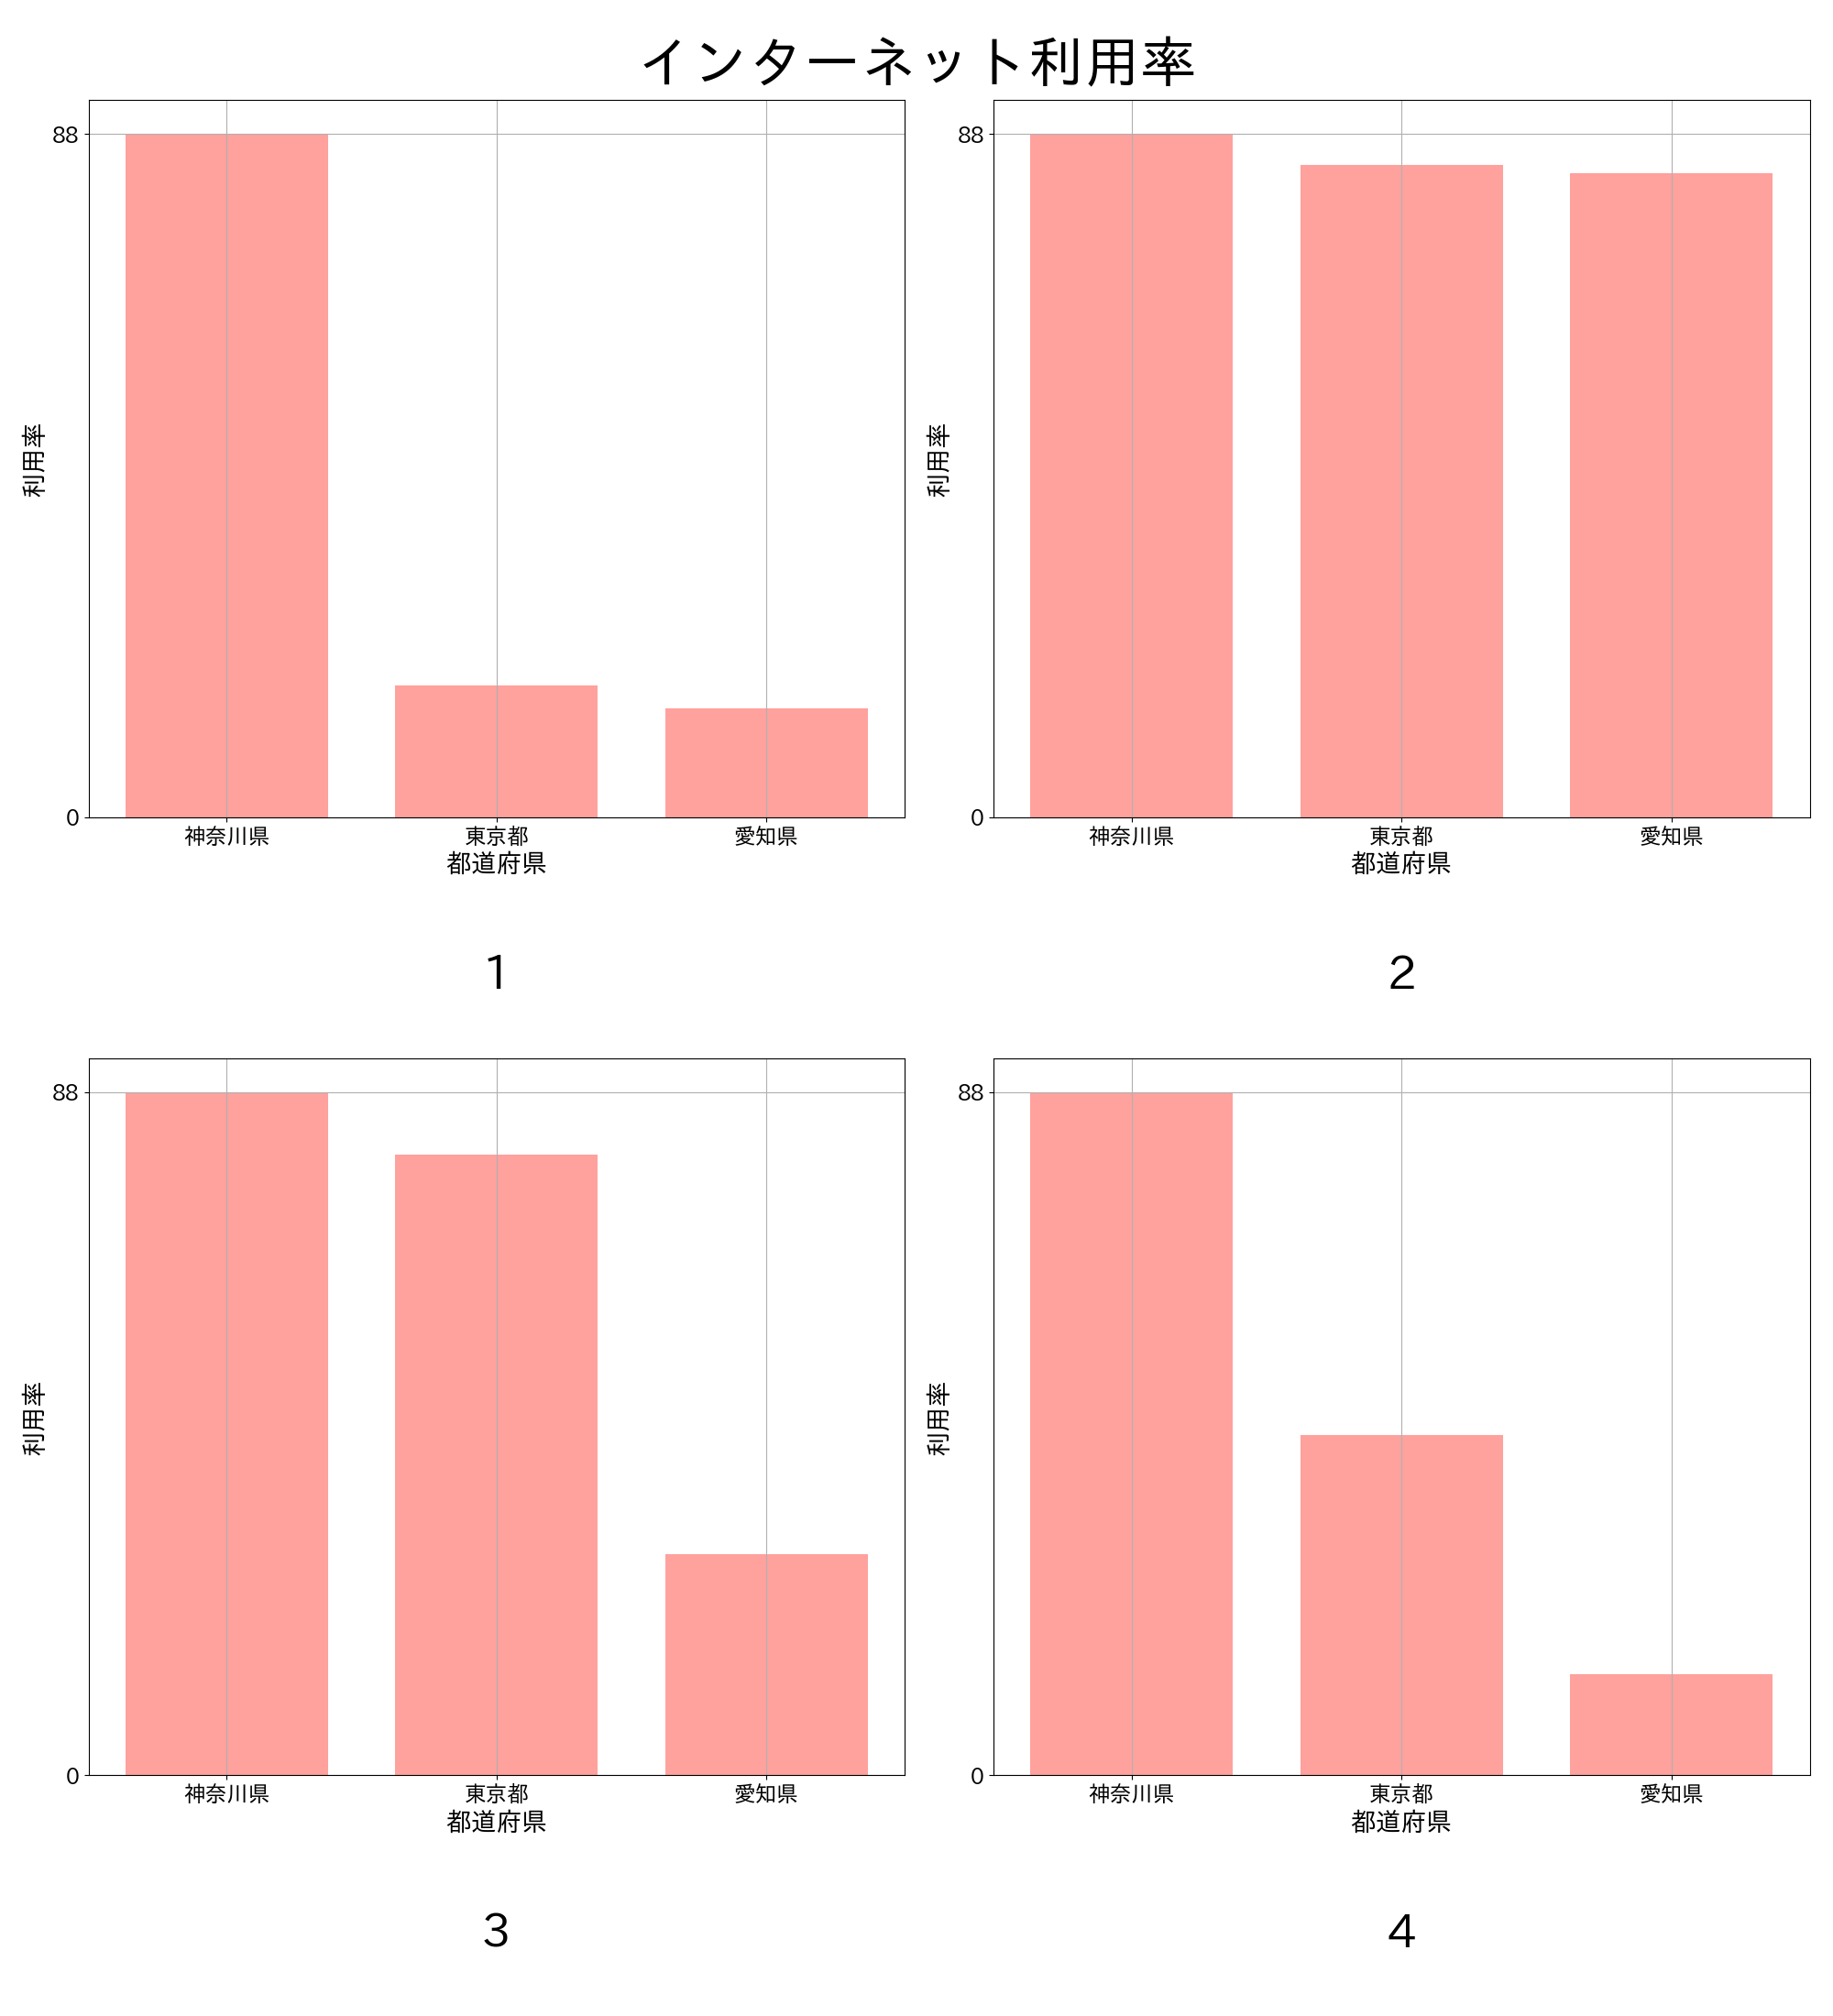 インターネット利用率
88
0
利用率
神奈川県 東京都 愛知県
都道府県
1
88
0
利用率
神奈川県 東京都 愛知県
都道府県
2
88
0
利用率
神奈川県 東京都 愛知県
都道府県
3
88
0
利用率
神奈川県 東京都 愛知県
都道府県
4